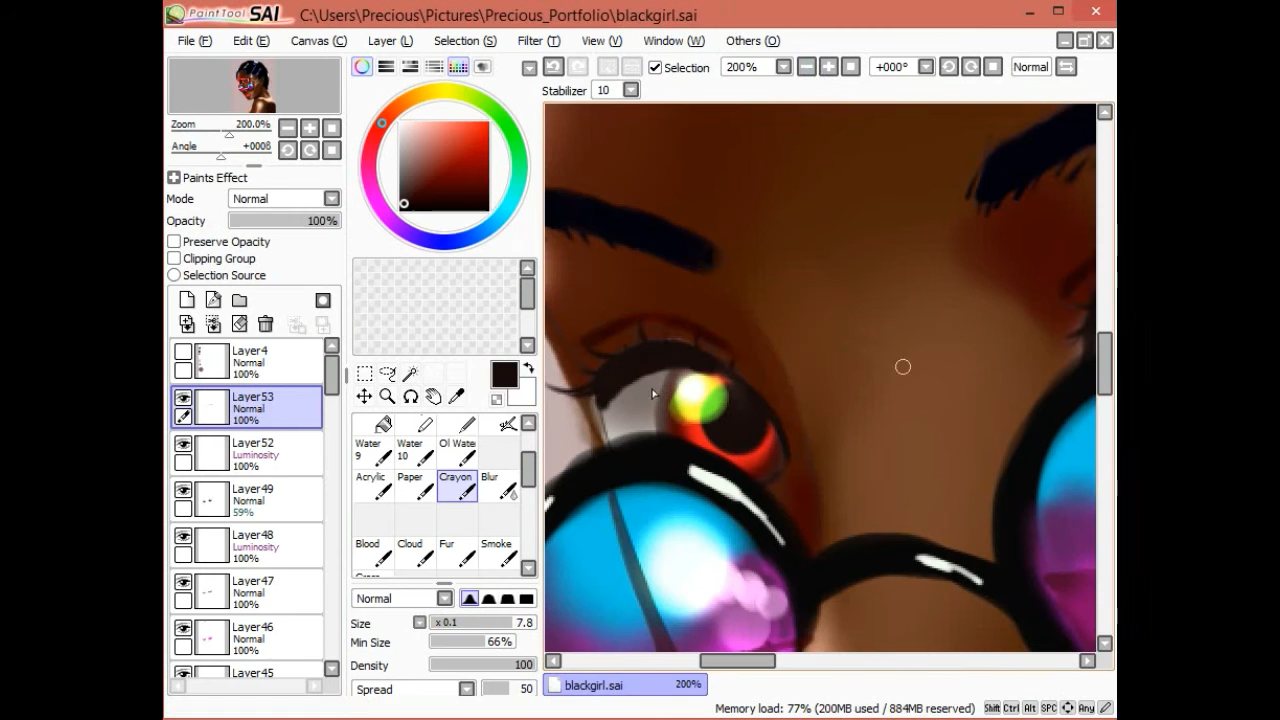 PaintTool SAI C:\Users\Precious\Pictures\Precious_Portfolio\blackgirl.sai
File (F) Edit (E) Canvas (C) Layer (L) Selection (S) Filter (T) View (V) Window (W) Others (O)
Selection 200% +000° Normal
Stabilizer 10
Zoom 200.0%
Angle +000ß
Paints Effect
Mode Normal
Opacity 100%
Preserve Opacity
Clipping Group
Selection Source
Layer4
Normal
100%
Layer53
Normal
100%
Layer52
Luminosity
100%
Layer49
Normal
59%
Layer48
Luminosity
100%
Layer47
Normal
100%
Layer46
Normal
100%
Layer45
Water 9
Water 10
Ol Water
Acrylic Paper Crayon Blur
Blood Cloud Fur Smoke
Normal
Size x 0.1 7.8
Min Size 66%
Density 100
Spread 50
blackgirl.sai 200%
Memory load: 77% (200MB used / 884MB reserved) Shift Ctrl Alt SPC Any